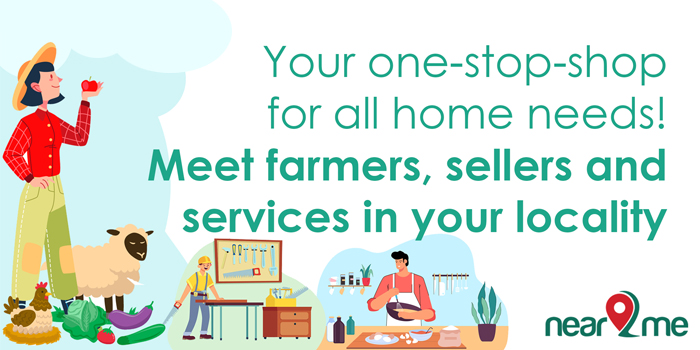 Your one-stop-shop
for all home needs!
Meet farmers, sellers and
services in your locality
near2me